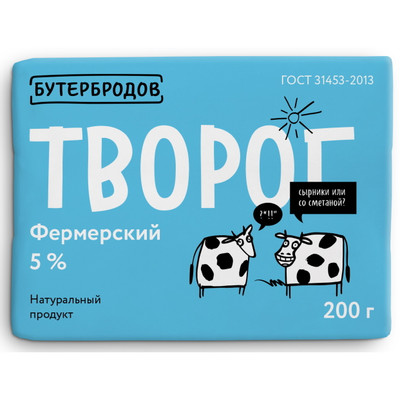 БУТЕРБРОДОВ
ГОСТ 31453-2013
ТВОРОГ
сырники или
со сметаной?
?*!!"
Фермерский
5 %
Натуральный
продукт
200 г